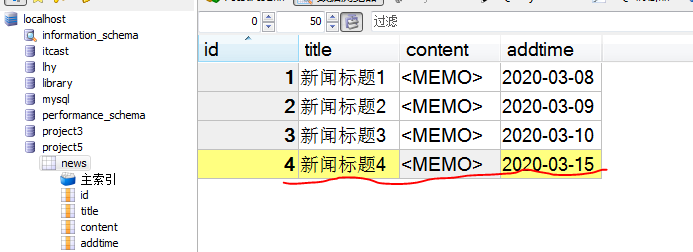 localhost
information_schema
itcast
lhy
library
mysql
performance_schema
project3
project5
news
主索引
id
title
content
addtime
0 50 过滤
id title content addtime
1 新闻标题1 <MEMO> 2020-03-08
2 新闻标题2 <MEMO> 2020-03-09
3 新闻标题3 <MEMO> 2020-03-10
4 新闻标题4 <MEMO> 2020-03-15